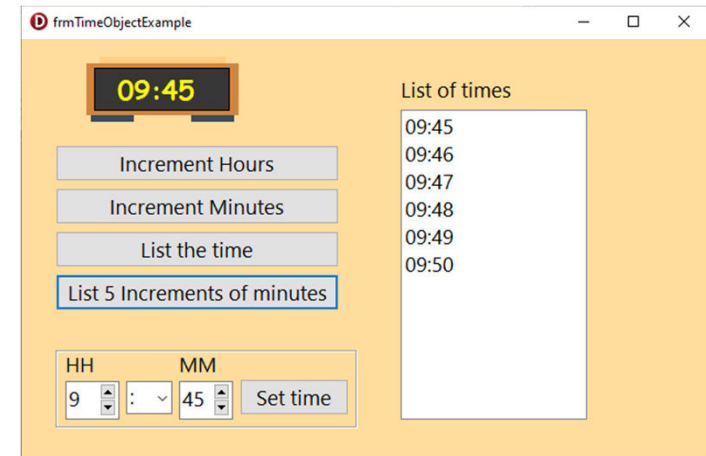 frmTimeObjectExample
09:45
Increment Hours
Increment Minutes
List the time
List 5 Increments of minutes
HH MM
9 : 45 Set time
List of times
09:45
09:46
09:47
09:48
09:49
09:50